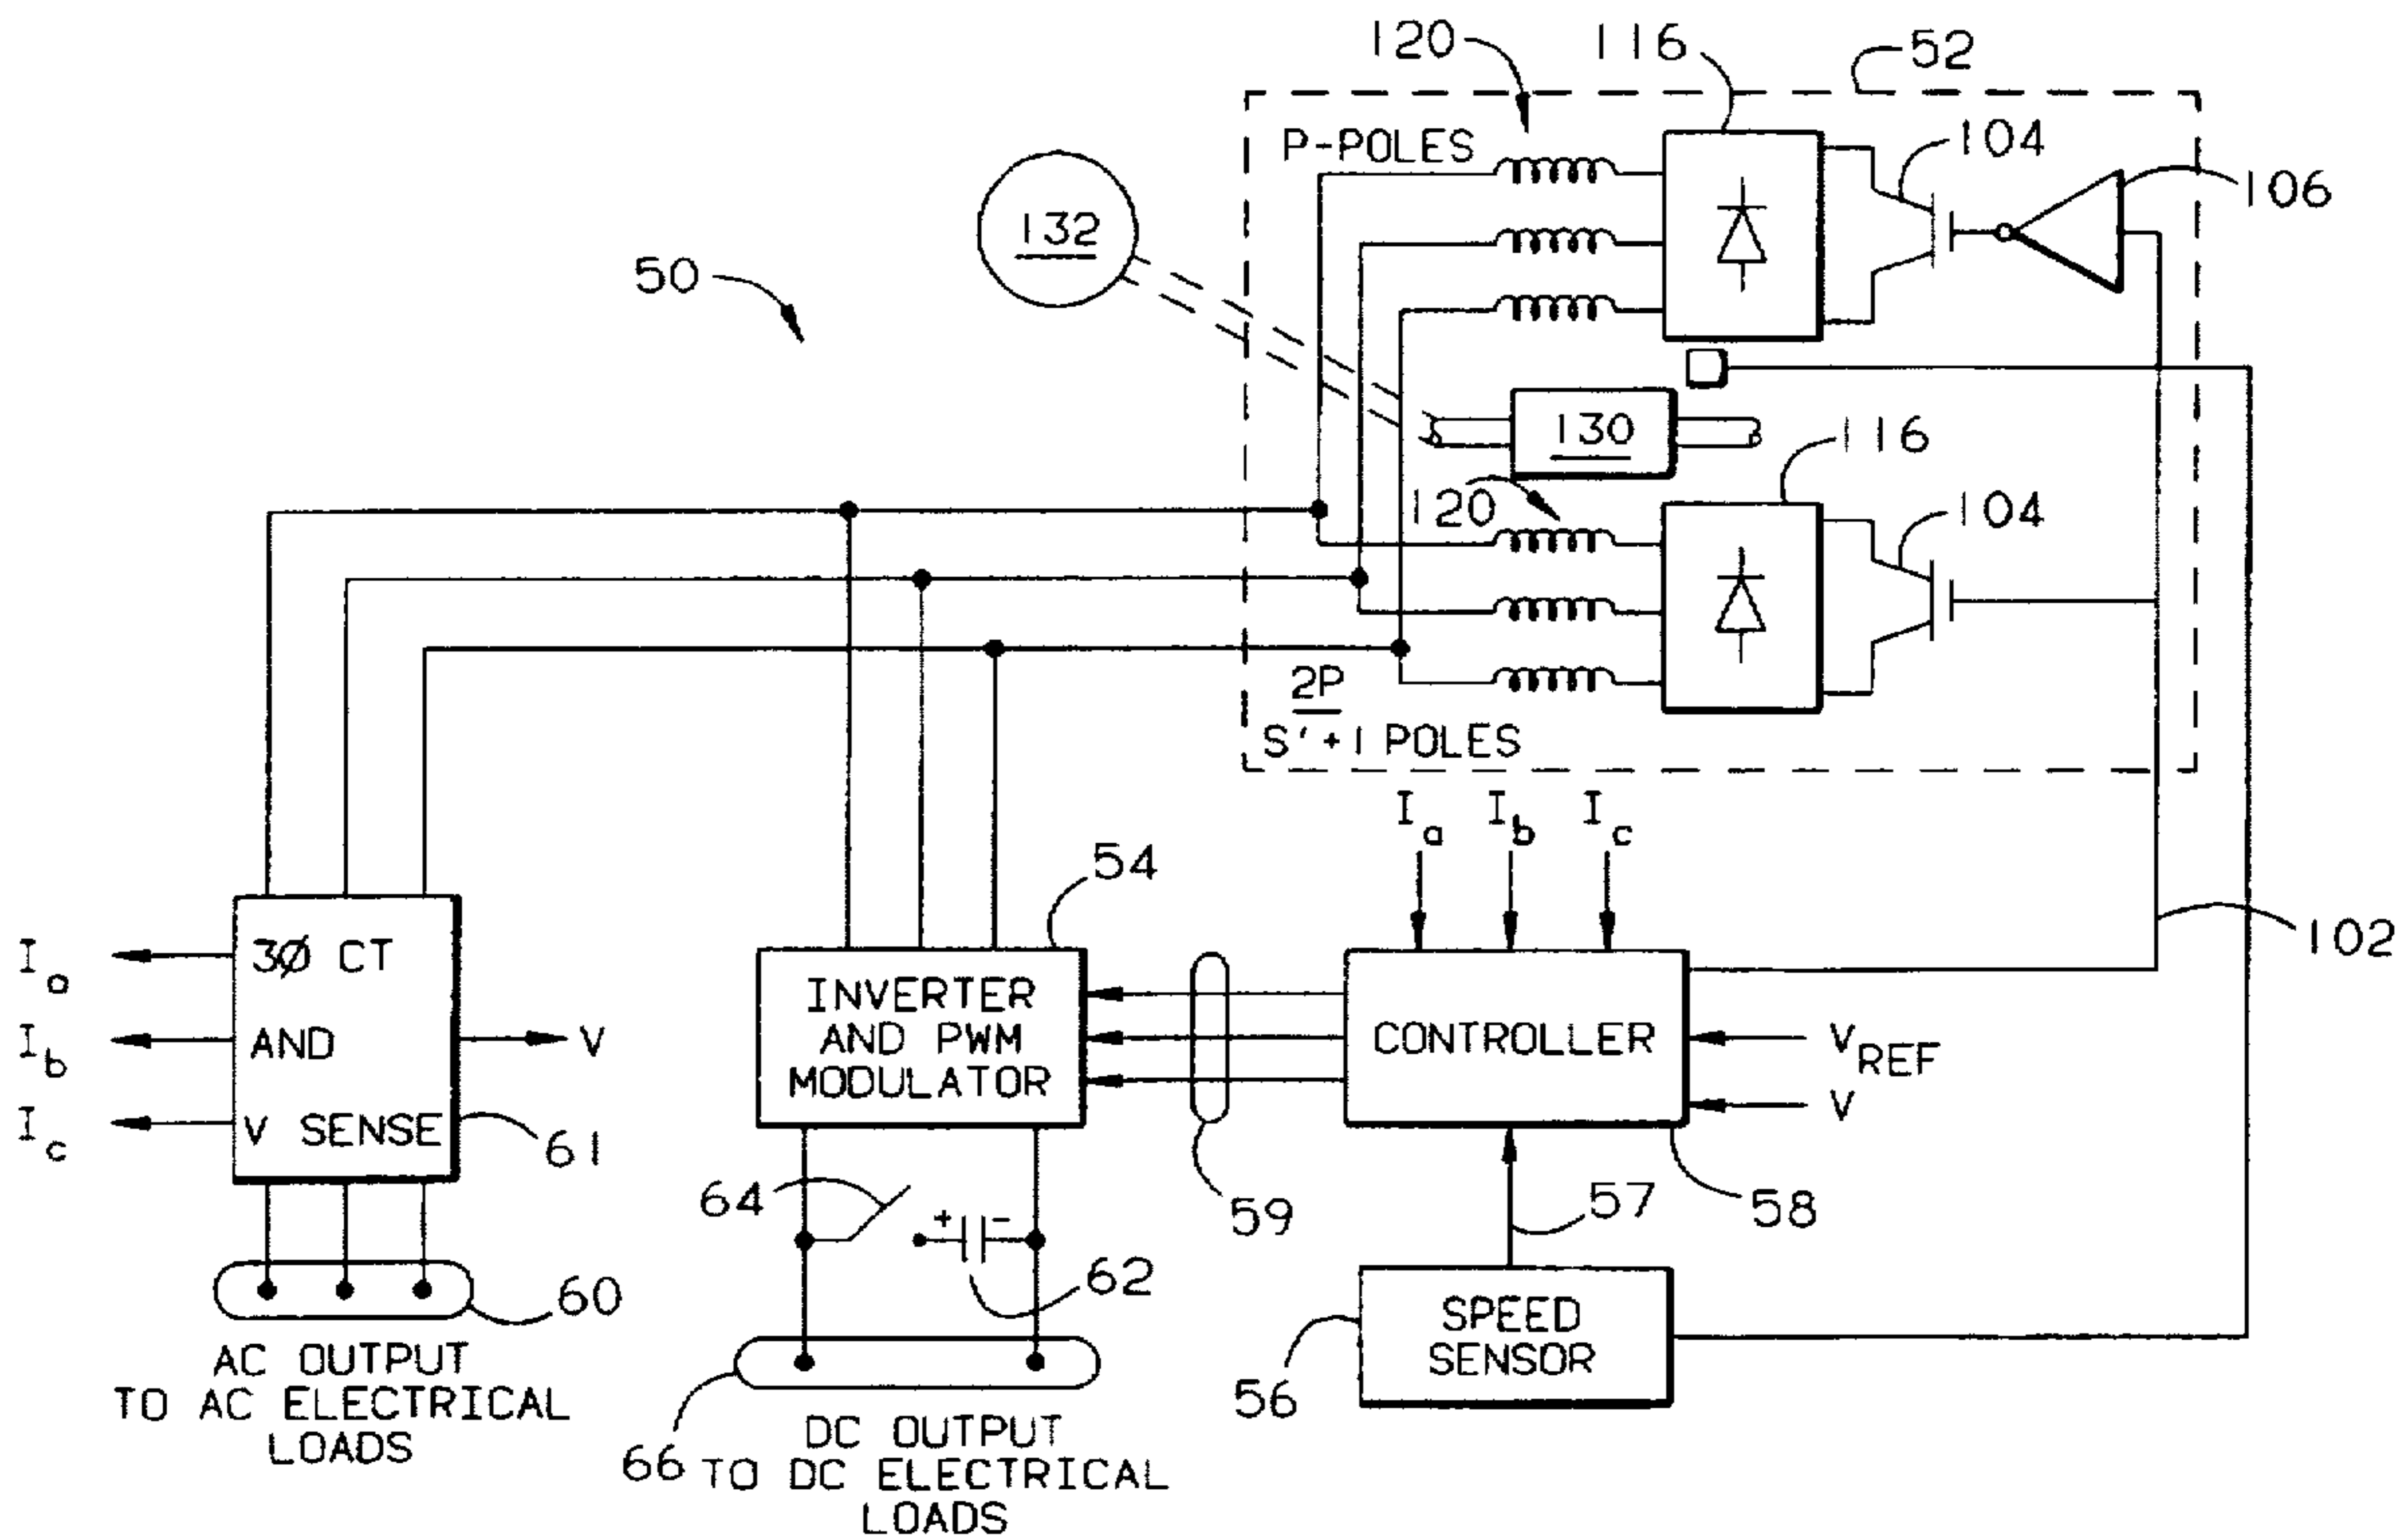 120
116
52
P-POLES
104
106
132
50
130
116
120
104
2P
S'+1 POLES
Ia
Ib
Ic
54
102
Ia
Ib
Ic
3Ø CT
AND
V SENSE
V
61
INVERTER
AND PWM
MODULATOR
59
CONTROLLER
VREF
V
58
57
64
+
-
62
60
AC OUTPUT
TO AC ELECTRICAL
LOADS
66
DC OUTPUT
TO DC ELECTRICAL
LOADS
56
SPEED
SENSOR